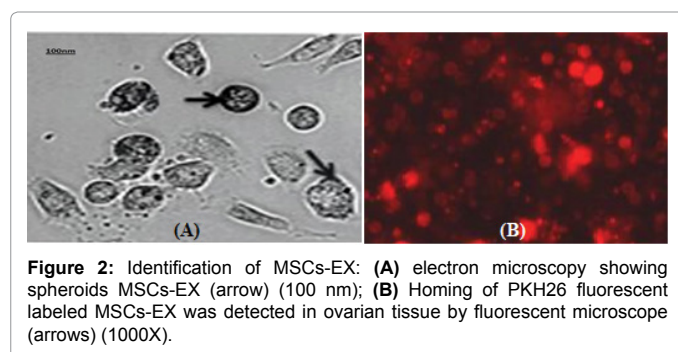 100nm
(A)
(B)
Figure 2: Identification of MSCs-EX: (A) electron microscopy showing
spheroids MSCs-EX (arrow) (100 nm); (B) Homing of PKH26 fluorescent
labeled MSCs-EX was detected in ovarian tissue by fluorescent microscope
(arrows) (1000X).